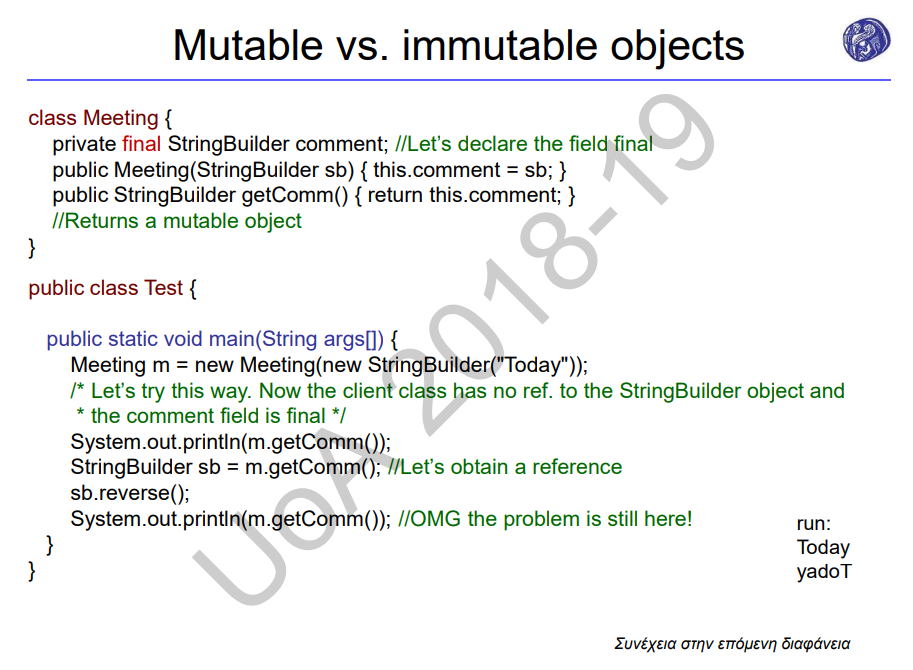 Mutable vs. immutable objects
class Meeting {
private final StringBuilder comment; //Let’s declare the field final
public Meeting(StringBuilder sb) { this.comment = sb; }
public StringBuilder getComm() { return this.comment; }
//Returns a mutable object
}
public class Test {
public static void main(String args[]) {
Meeting m = new Meeting(new StringBuilder("Today"));
/* Let’s try this way. Now the client class has no ref. to the StringBuilder object and
* the comment field is final */
System.out.println(m.getComm());
StringBuilder sb = m.getComm(); //Let’s obtain a reference
sb.reverse();
System.out.println(m.getComm()); //OMG the problem is still here!
}
}
run:
Today
yadoT
UoA 2018-19
Συνέχεια στην επόμενη διαφάνεια